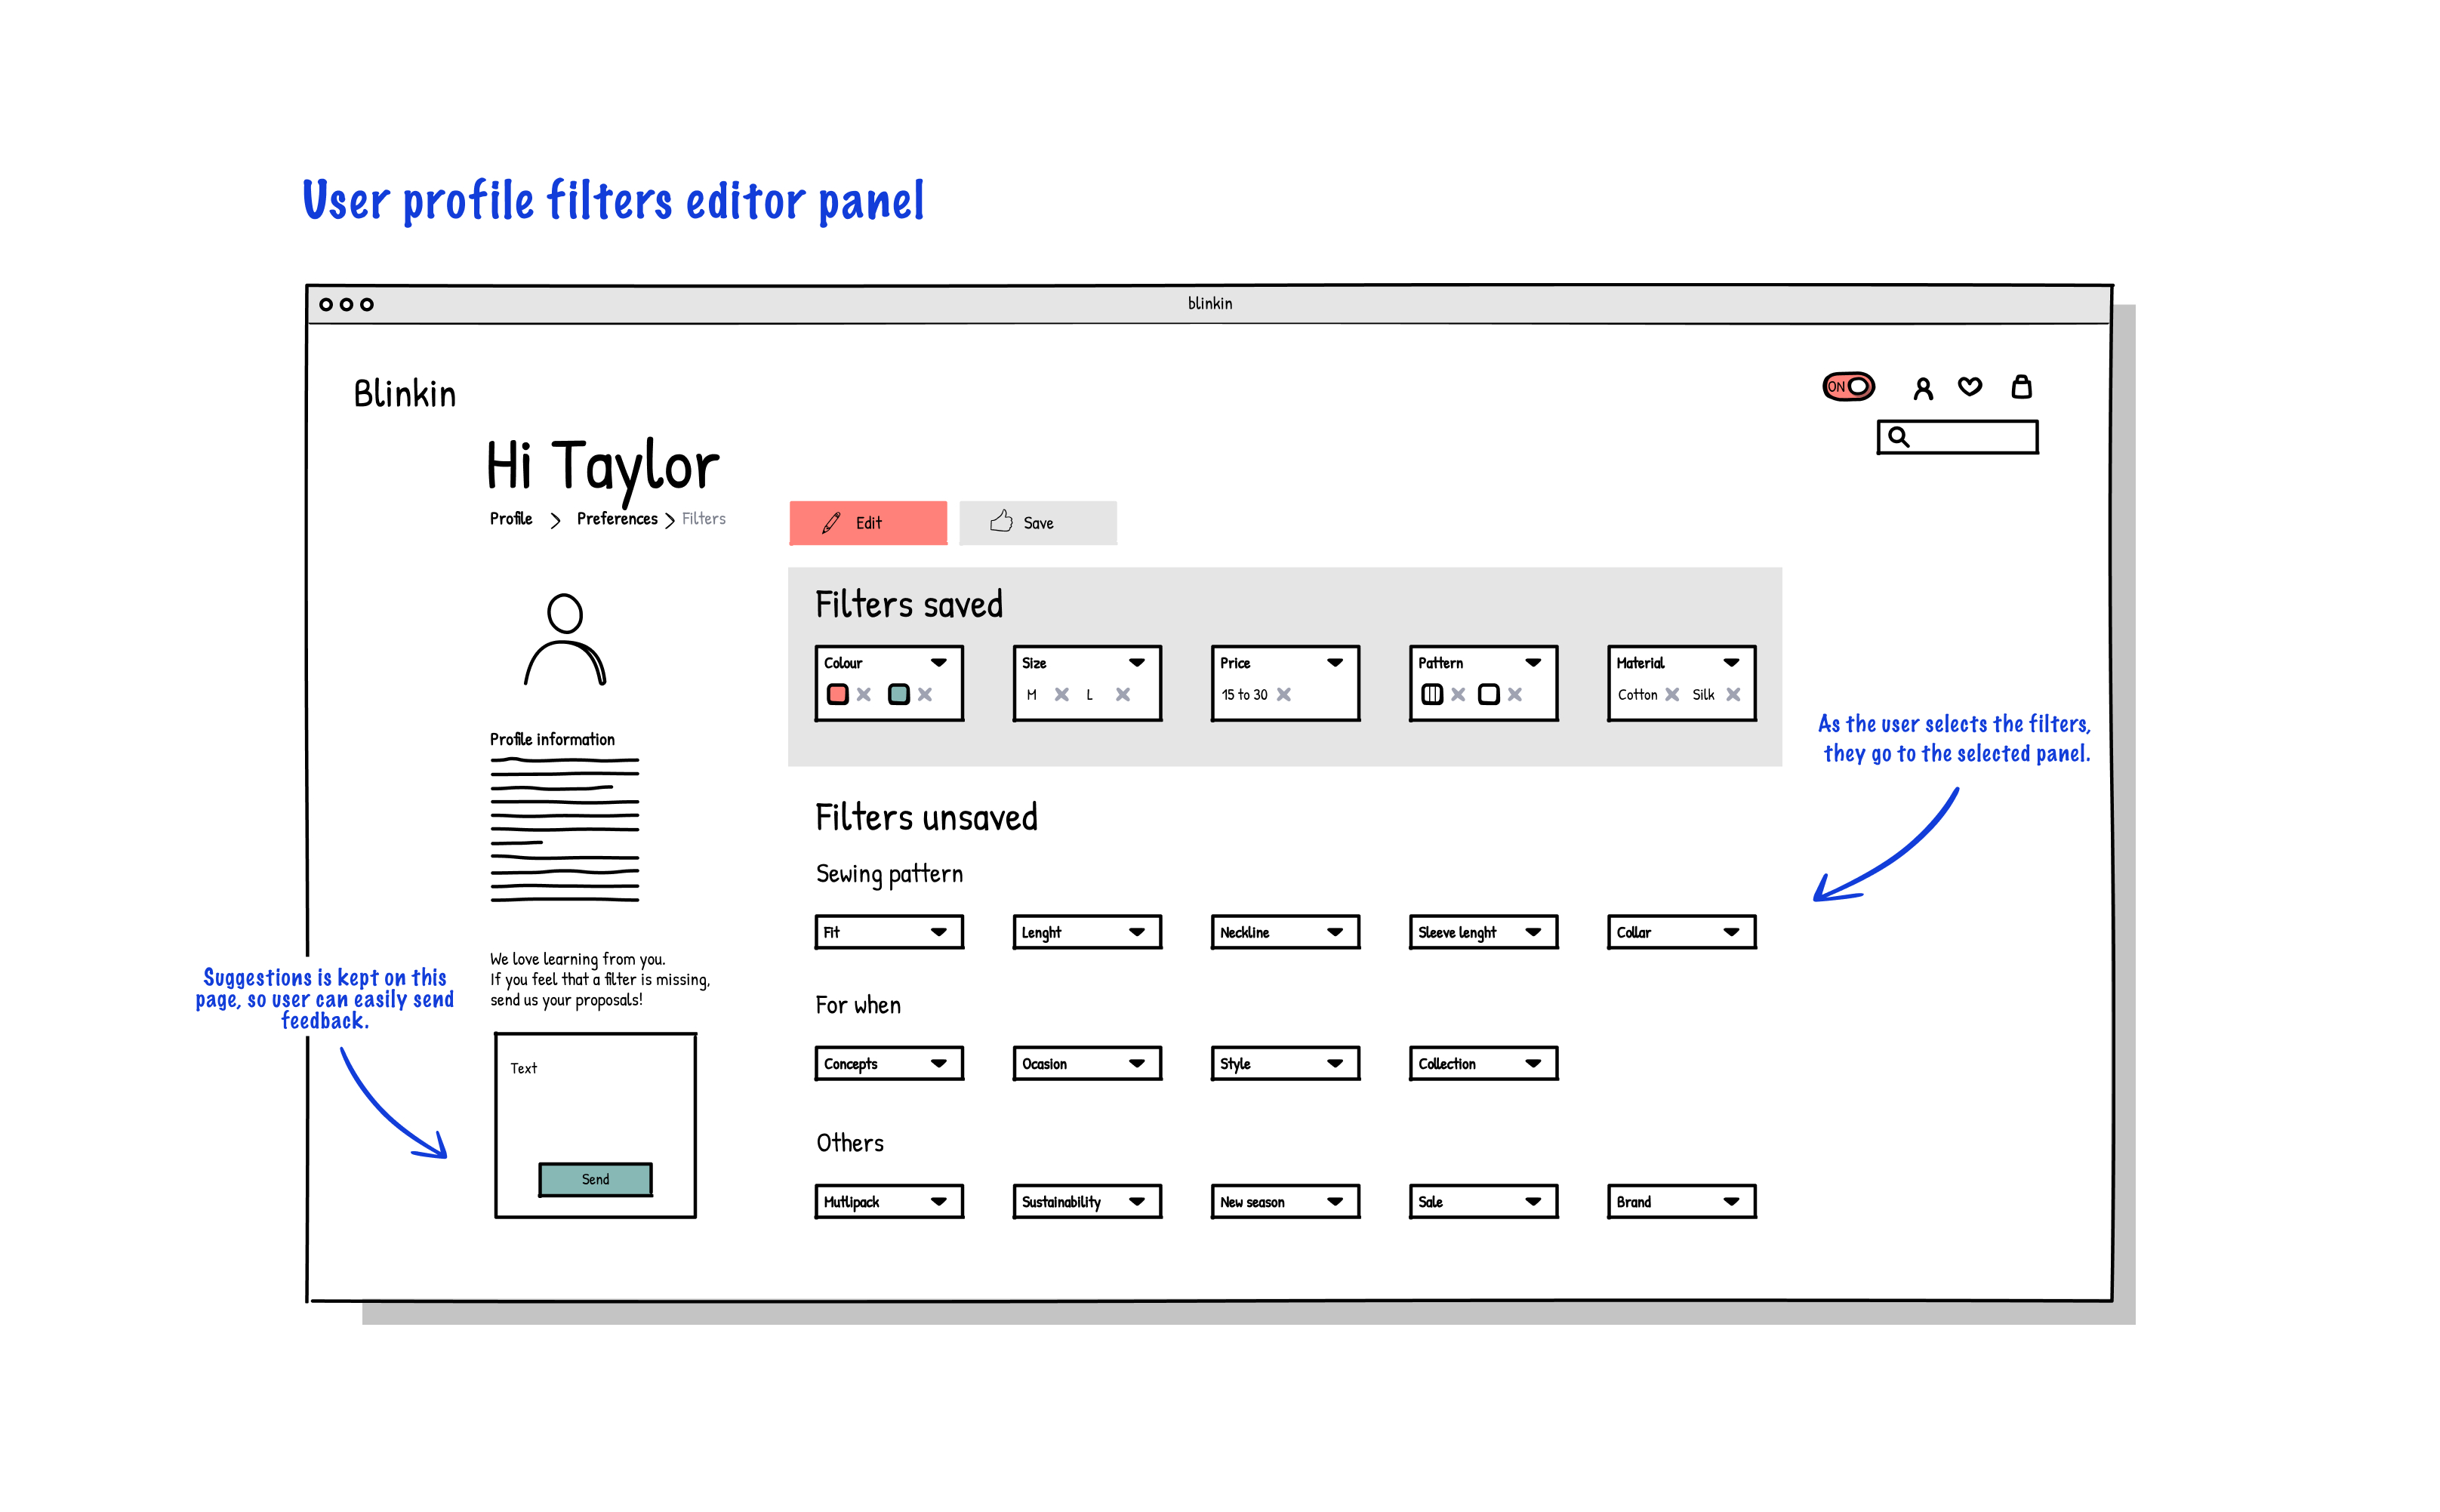 User profile filters editor panel
blinkin
Blinkin
ON
Hi Taylor
Profile > Preferences > Filters
Edit
Save
Filters saved
Colour
Size
Price
Pattern
Material
M
L
15 to 30
Cotton
Silk
As the user selects the filters,
they go to the selected panel.
Profile information
Filters unsaved
Sewing pattern
Fit
Lenght
Neckline
Sleeve lenght
Collar
We love learning from you.
If you feel that a filter is missing,
send us your proposals!
Suggestions is kept on this
page, so user can easily send
feedback.
For when
Concepts
Ocasion
Style
Collection
Text
Send
Others
Mutlipack
Sustainability
New season
Sale
Brand